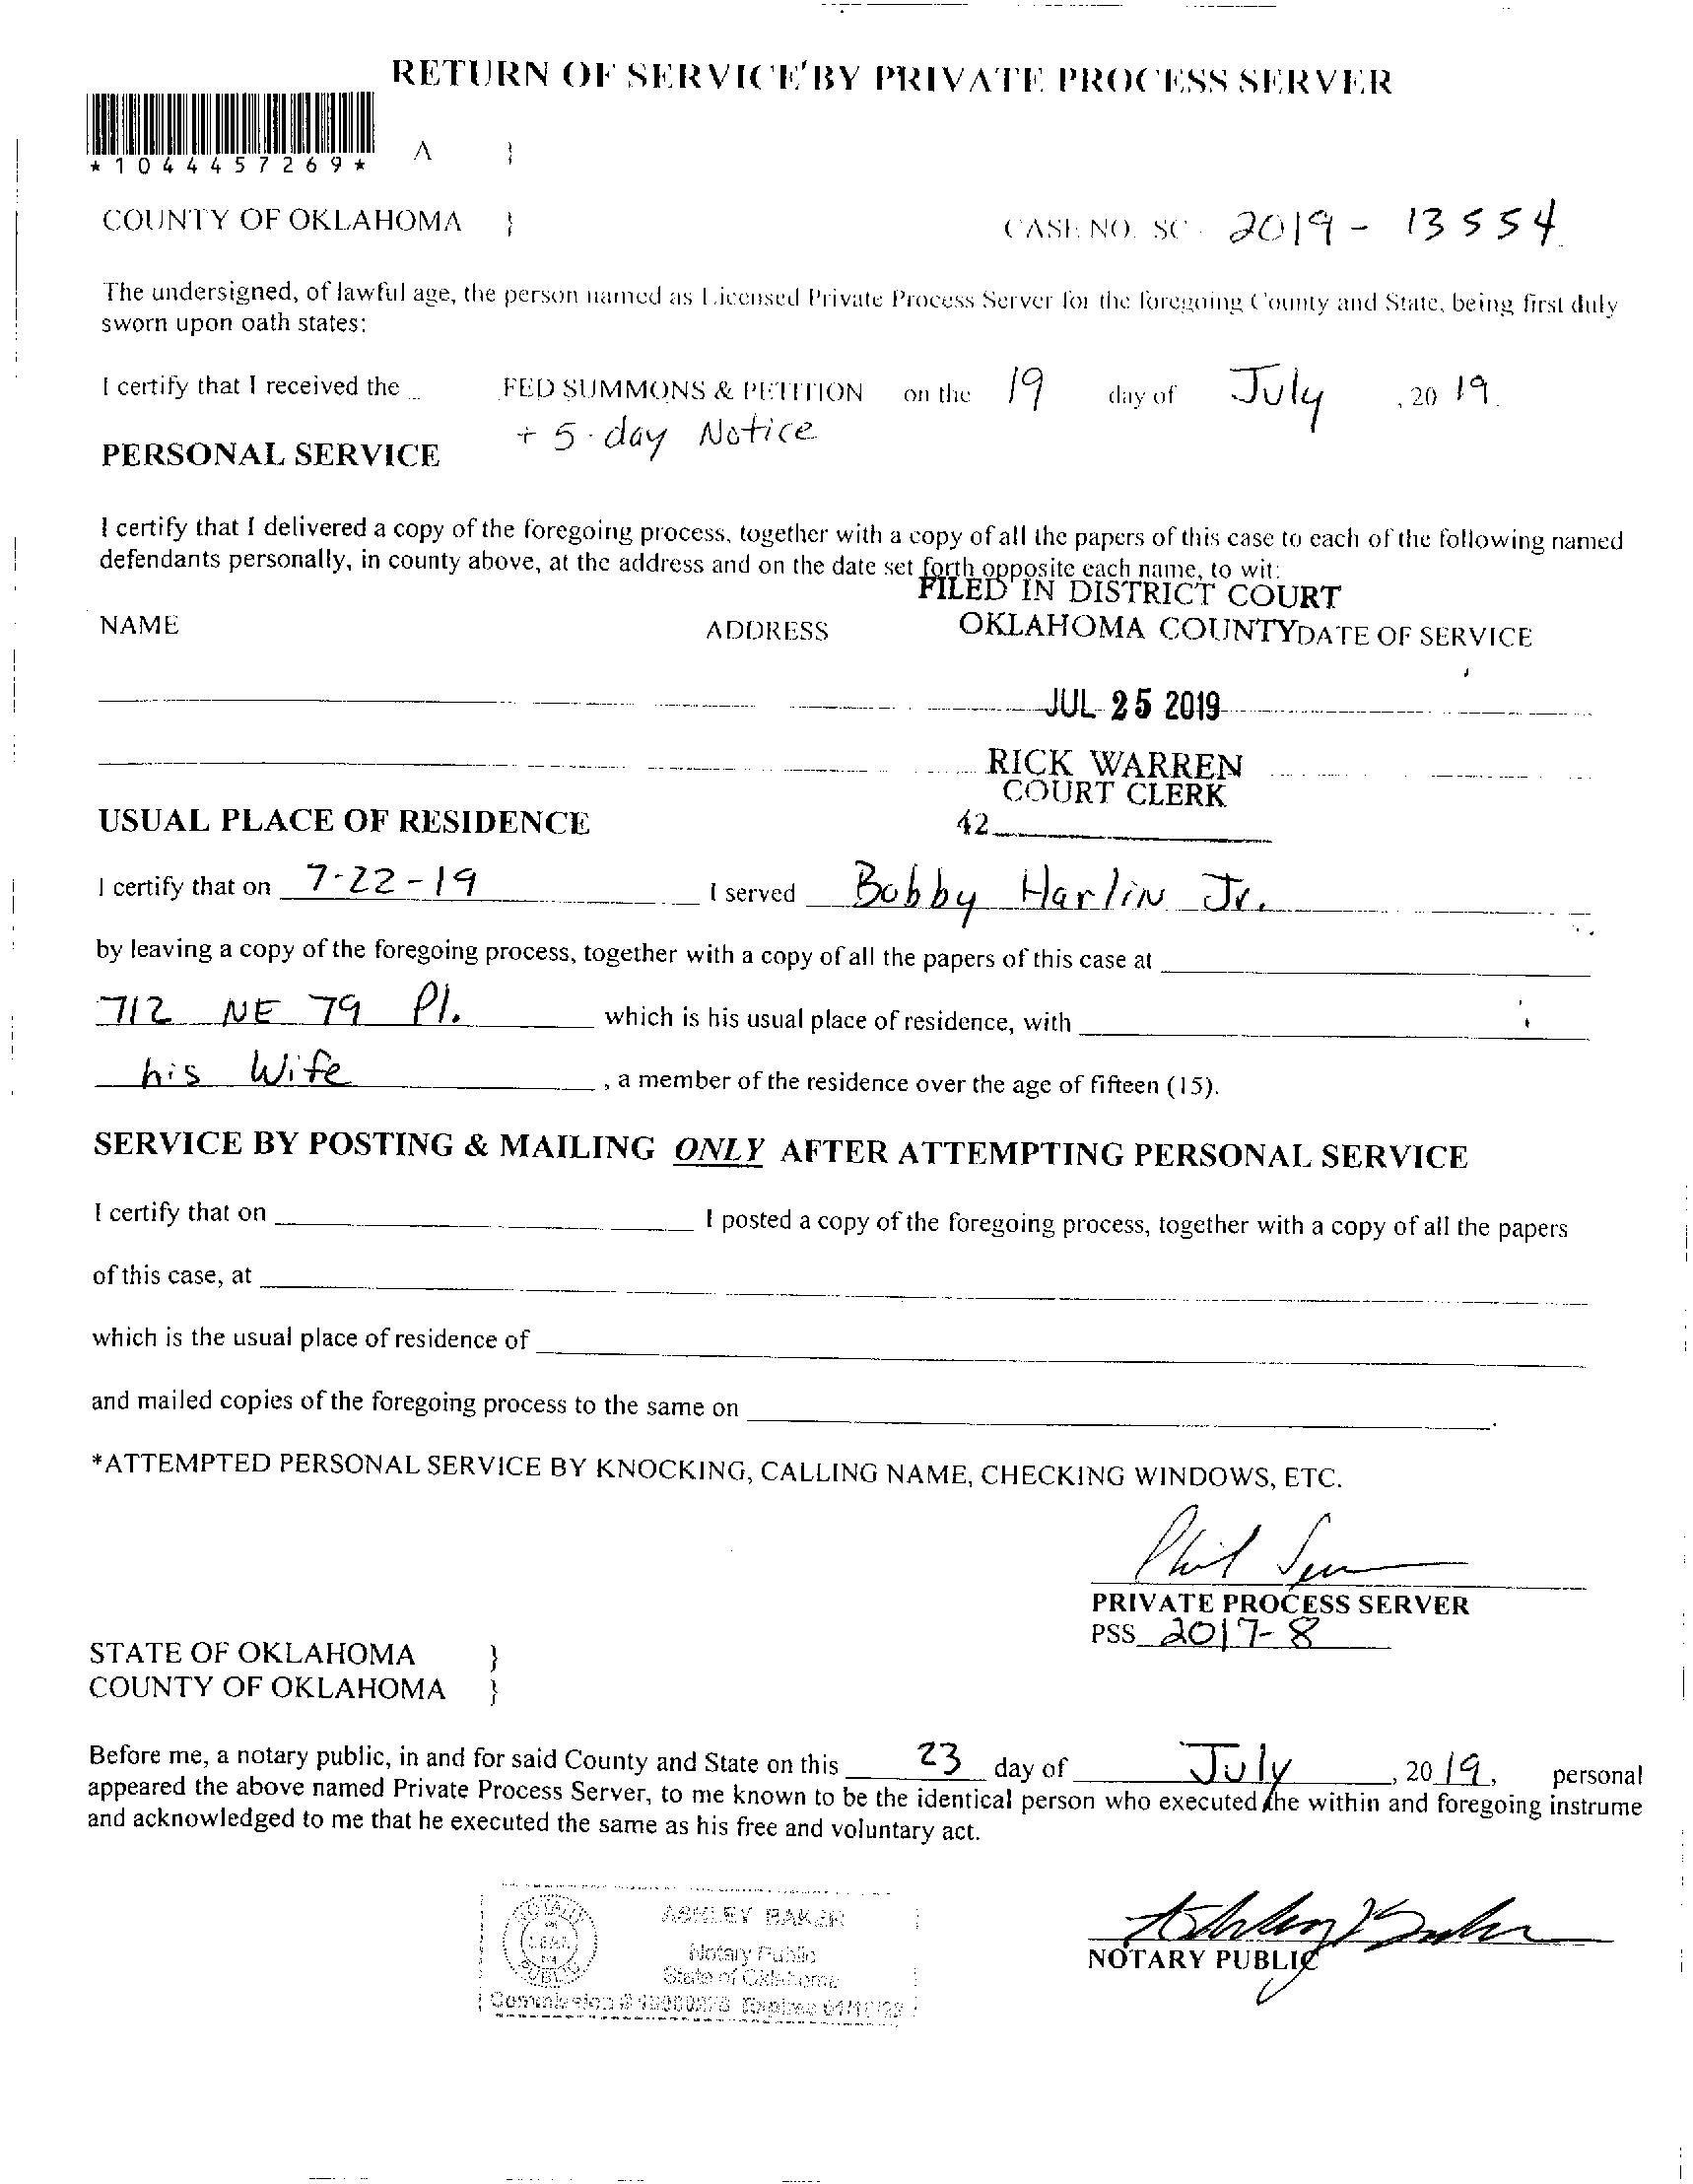 RETURN OF SERVICE BY PRIVATE PROCESS SERVER
*1044457269*
A }
COUNTY OF OKLAHOMA } CASE NO. SC - 2019 - 13554
The undersigned, of lawful age, the person named as Licensed Private Process Server for the foregoing County and State, being first duly
sworn upon oath states:
I certify that I received the FED SUMMONS & PETITION on the 19 day of July, 20 19.
+ 5-day Notice
PERSONAL SERVICE
I certify that I delivered a copy of the foregoing process, together with a copy of all the papers of this case to each of the following named
defendants personally, in county above, at the address and on the date set forth opposite each name, to wit:
FILED IN DISTRICT COURT
OKLAHOMA COUNTY
NAME ADDRESS DATE OF SERVICE
JUL 25 2019
RICK WARREN
COURT CLERK
42
USUAL PLACE OF RESIDENCE
I certify that on 7-22-19 I served Bobby Harlin Jr.
by leaving a copy of the foregoing process, together with a copy of all the papers of this case at
712 NE 79 Pl. which is his usual place of residence, with
his Wife, a member of the residence over the age of fifteen (15).
SERVICE BY POSTING & MAILING ONLY AFTER ATTEMPTING PERSONAL SERVICE
I certify that on I posted a copy of the foregoing process, together with a copy of all the papers
of this case, at
which is the usual place of residence of
and mailed copies of the foregoing process to the same on .
*ATTEMPTED PERSONAL SERVICE BY KNOCKING, CALLING NAME, CHECKING WINDOWS, ETC.
Phil
PRIVATE PROCESS SERVER
PSS 2017-8
STATE OF OKLAHOMA }
COUNTY OF OKLAHOMA }
Before me, a notary public, in and for said County and State on this 23 day of July, 20 19, personal
appeared the above named Private Process Server, to me known to be the identical person who executed the within and foregoing instrume
and acknowledged to me that he executed the same as his free and voluntary act.
ASHLEY BAKER
Notary Public
State of Oklahoma
Commission # Expires
Ashley Baker
NOTARY PUBLIC